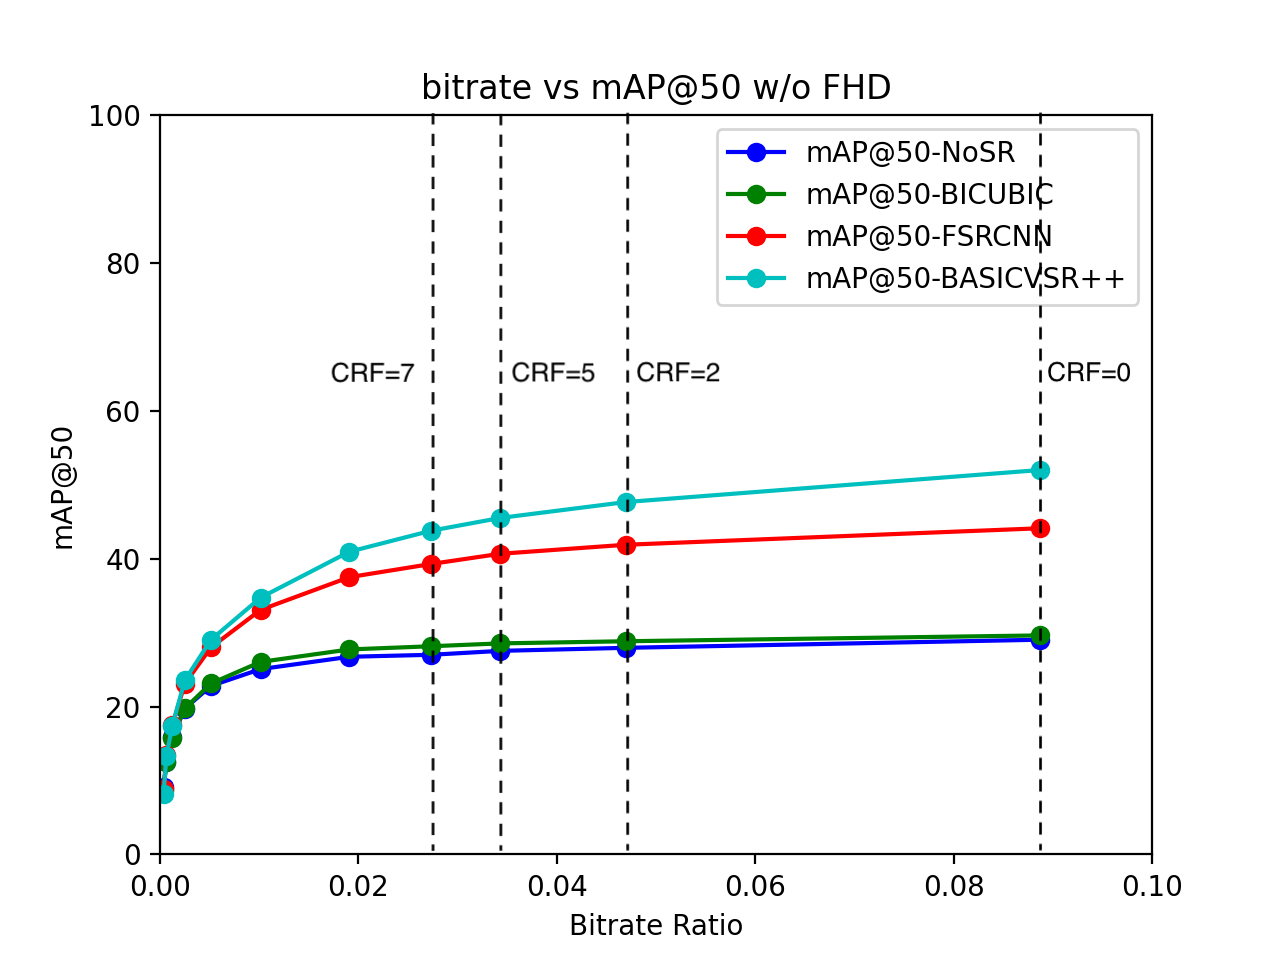 bitrate vs mAP@50 w/o FHD
100
80
60
40
20
0
mAP@50
mAP@50-NoSR
mAP@50-BICUBIC
mAP@50-FSRCNN
mAP@50-BASICVSR++
CRF=7 CRF=5 CRF=2 CRF=0
0.00 0.02 0.04 0.06 0.08 0.10
Bitrate Ratio